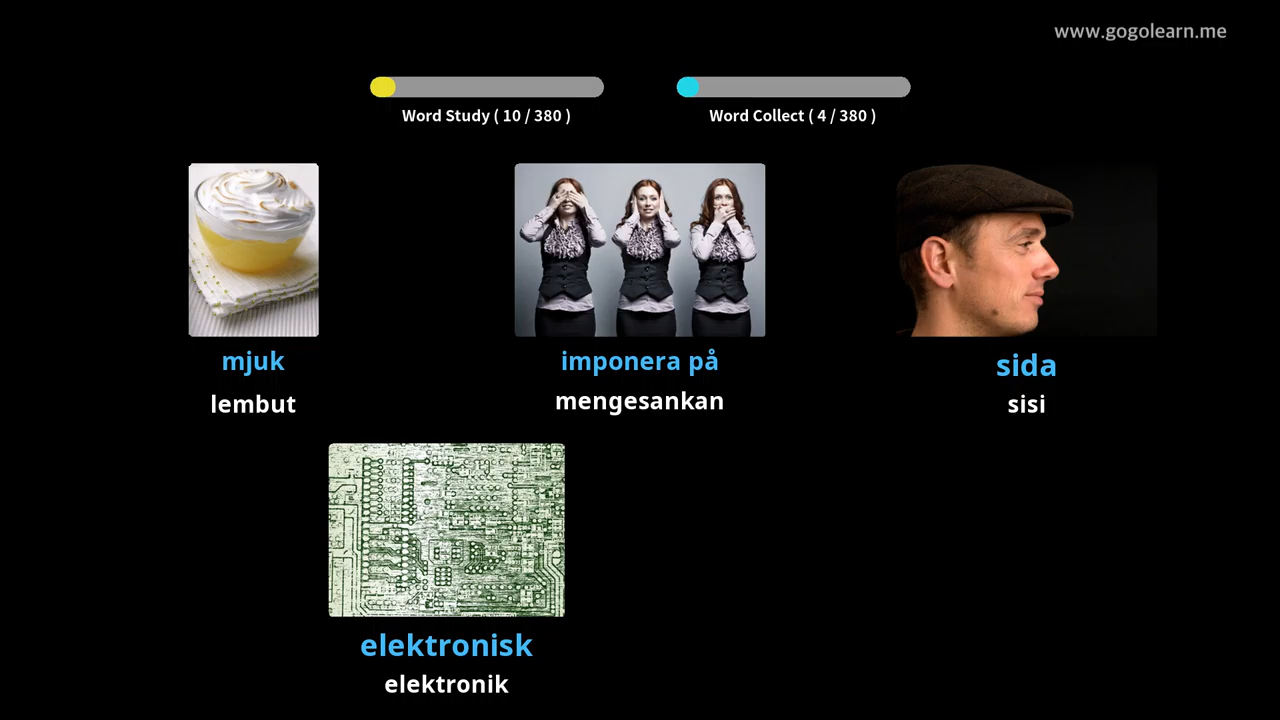 www.gogolearn.me
Word Study ( 10 / 380 )
Word Collect ( 4 / 380 )
mjuk
lembut
imponera på
mengesankan
sida
sisi
elektronisk
elektronik